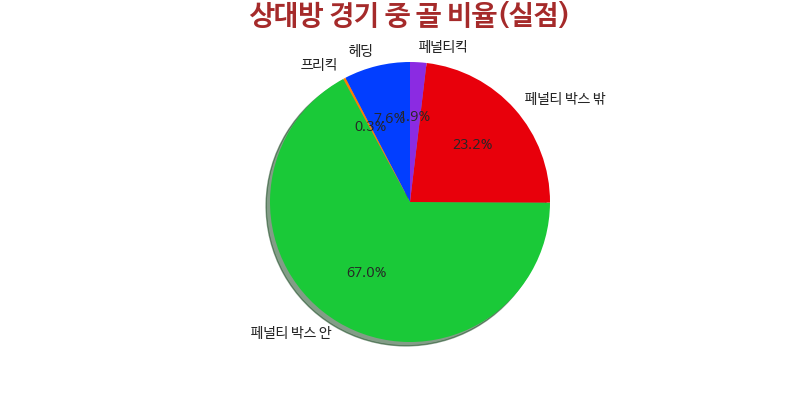 상대방 경기 중 골 비율(실점)
페널티킥
헤딩
프리킥
페널티 박스 밖
7.6%
1.9%
0.3%
23.2%
67.0%
페널티 박스 안